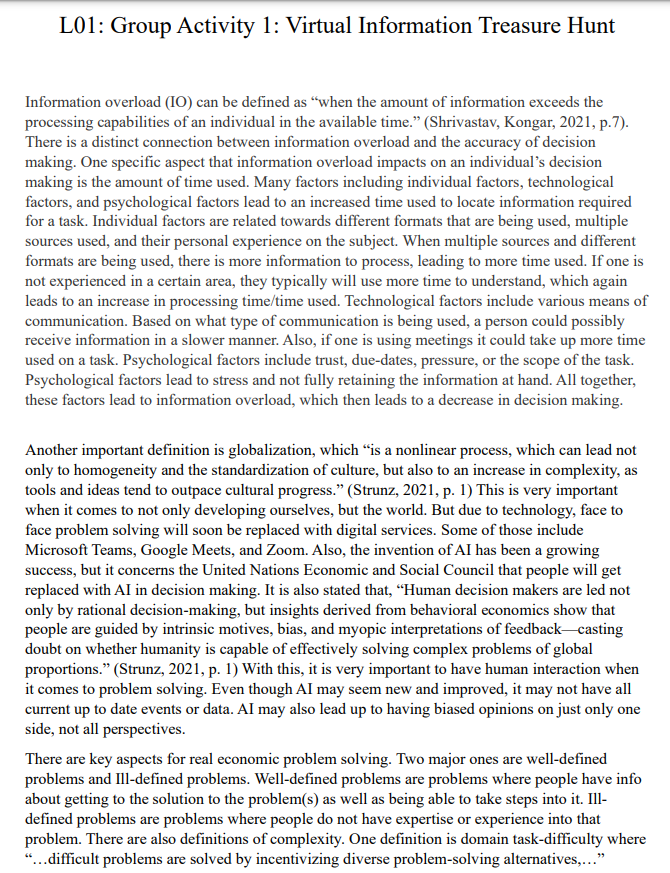 L01: Group Activity 1: Virtual Information Treasure Hunt
Information overload (IO) can be defined as “when the amount of information exceeds the
processing capabilities of an individual in the available time.” (Shrivastav, Kongar, 2021, p.7).
There is a distinct connection between information overload and the accuracy of decision
making. One specific aspect that information overload impacts on an individual’s decision
making is the amount of time used. Many factors including individual factors, technological
factors, and psychological factors lead to an increased time used to locate information required
for a task. Individual factors are related towards different formats that are being used, multiple
sources used, and their personal experience on the subject. When multiple sources and different
formats are being used, there is more information to process, leading to more time used. If one is
not experienced in a certain area, they typically will use more time to understand, which again
leads to an increase in processing time/time used. Technological factors include various means of
communication. Based on what type of communication is being used, a person could possibly
receive information in a slower manner. Also, if one is using meetings it could take up more time
used on a task. Psychological factors include trust, due-dates, pressure, or the scope of the task.
Psychological factors lead to stress and not fully retaining the information at hand. All together,
these factors lead to information overload, which then leads to a decrease in decision making.
Another important definition is globalization, which “is a nonlinear process, which can lead not
only to homogeneity and the standardization of culture, but also to an increase in complexity, as
tools and ideas tend to outpace cultural progress.” (Strunz, 2021, p. 1) This is very important
when it comes to not only developing ourselves, but the world. But due to technology, face to
face problem solving will soon be replaced with digital services. Some of those include
Microsoft Teams, Google Meets, and Zoom. Also, the invention of AI has been a growing
success, but it concerns the United Nations Economic and Social Council that people will get
replaced with AI in decision making. It is also stated that, “Human decision makers are led not
only by rational decision-making, but insights derived from behavioral economics show that
people are guided by intrinsic motives, bias, and myopic interpretations of feedback—casting
doubt on whether humanity is capable of effectively solving complex problems of global
proportions.” (Strunz, 2021, p. 1) With this, it is very important to have human interaction when
it comes to problem solving. Even though AI may seem new and improved, it may not have all
current up to date events or data. AI may also lead up to having biased opinions on just only one
side, not all perspectives.
There are key aspects for real economic problem solving. Two major ones are well-defined
problems and Ill-defined problems. Well-defined problems are problems where people have info
about getting to the solution to the problem(s) as well as being able to take steps into it. Ill-
defined problems are problems where people do not have expertise or experience into that
problem. There are also definitions of complexity. One definition is domain task-difficulty where
“…difficult problems are solved by incentivizing diverse problem-solving alternatives,…”